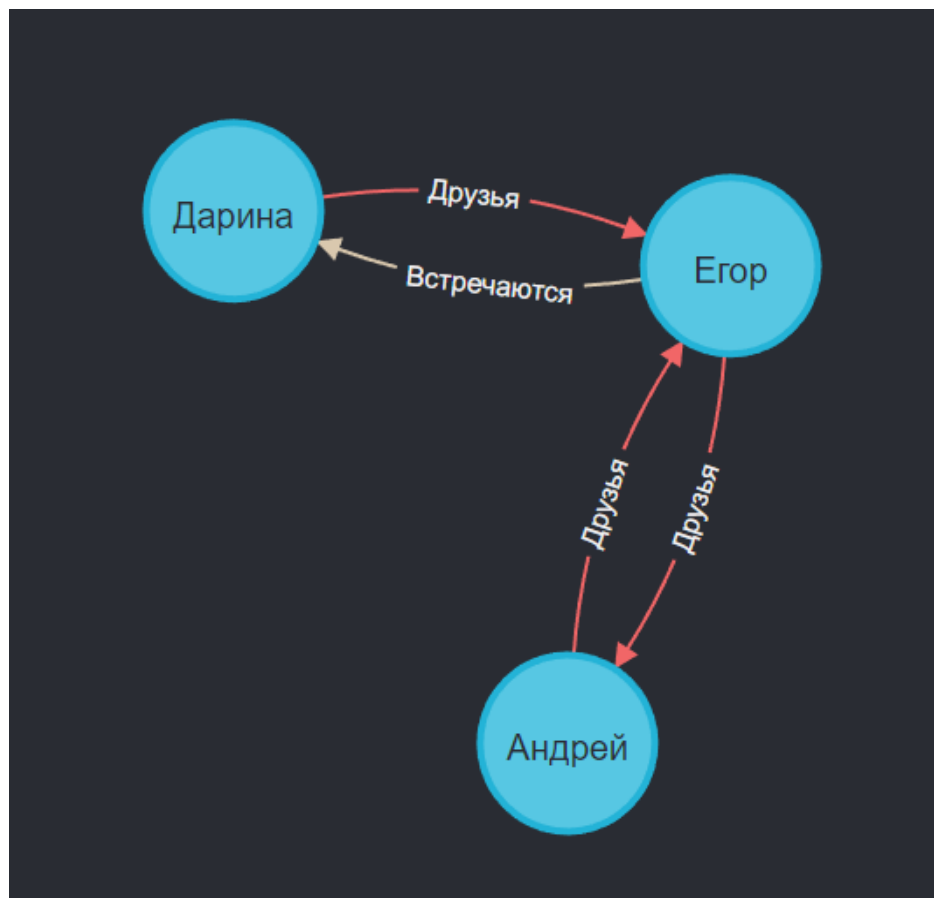 Дарина
Друзья
Егор
Встречаются
Друзья
Друзья
Андрей